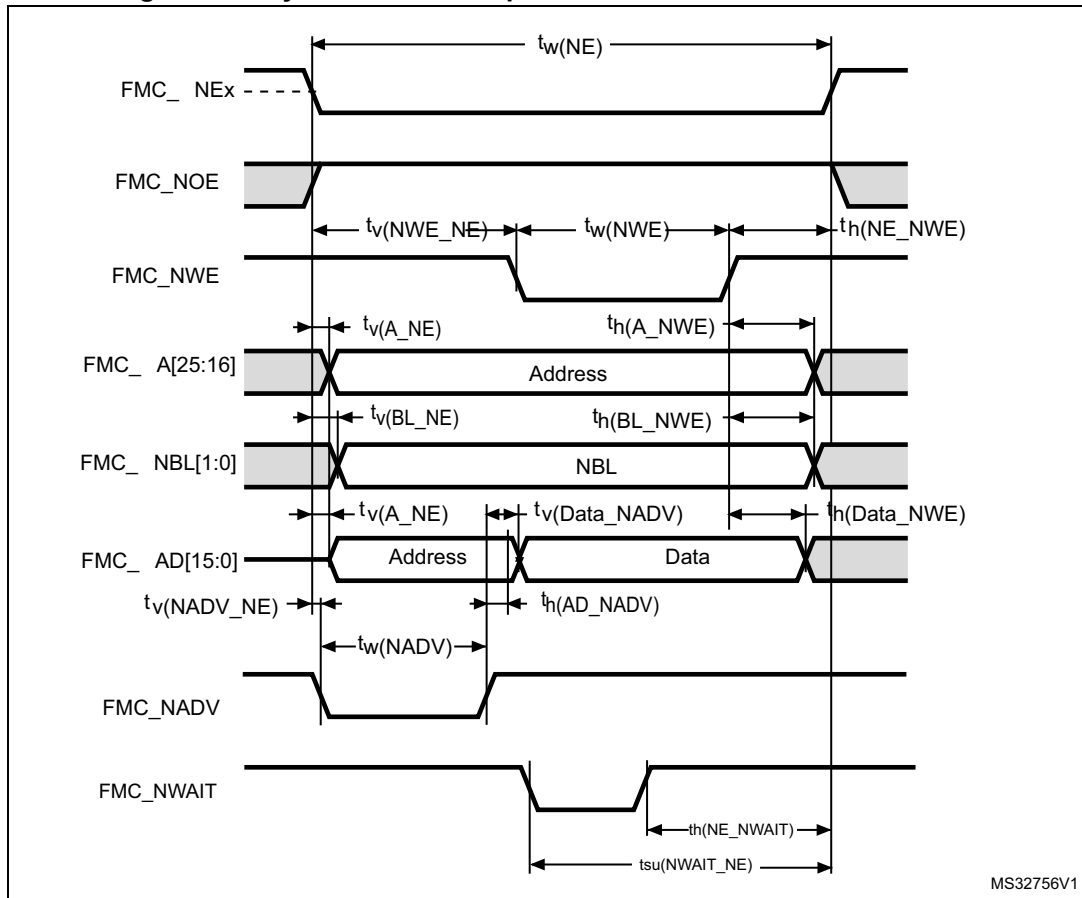 tw(NE)
FMC_ NEx
FMC_NOE
tv(NWE_NE) tw(NWE) th(NE_NWE)
FMC_NWE
tv(A_NE) th(A_NWE)
FMC_ A[25:16] Address
tv(BL_NE) th(BL_NWE)
FMC_ NBL[1:0] NBL
tv(A_NE) tv(Data_NADV) th(Data_NWE)
FMC_ AD[15:0] Address Data
tv(NADV_NE) th(AD_NADV)
tw(NADV)
FMC_NADV
FMC_NWAIT
th(NE_NWAIT)
tsu(NWAIT_NE)
MS32756V1